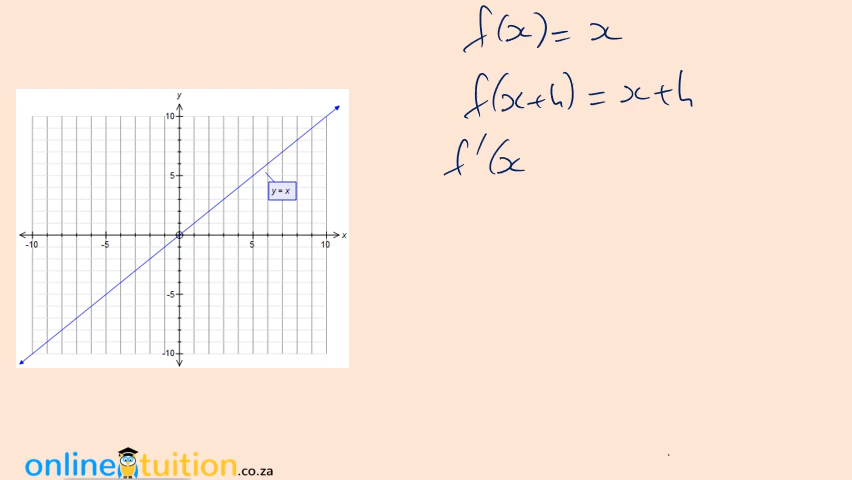 f(x) = x
f(x+h) = x+h
f'(x
y
10
5
y = x
x
-10
-5
5
10
-5
-10
onlinetuition.co.za